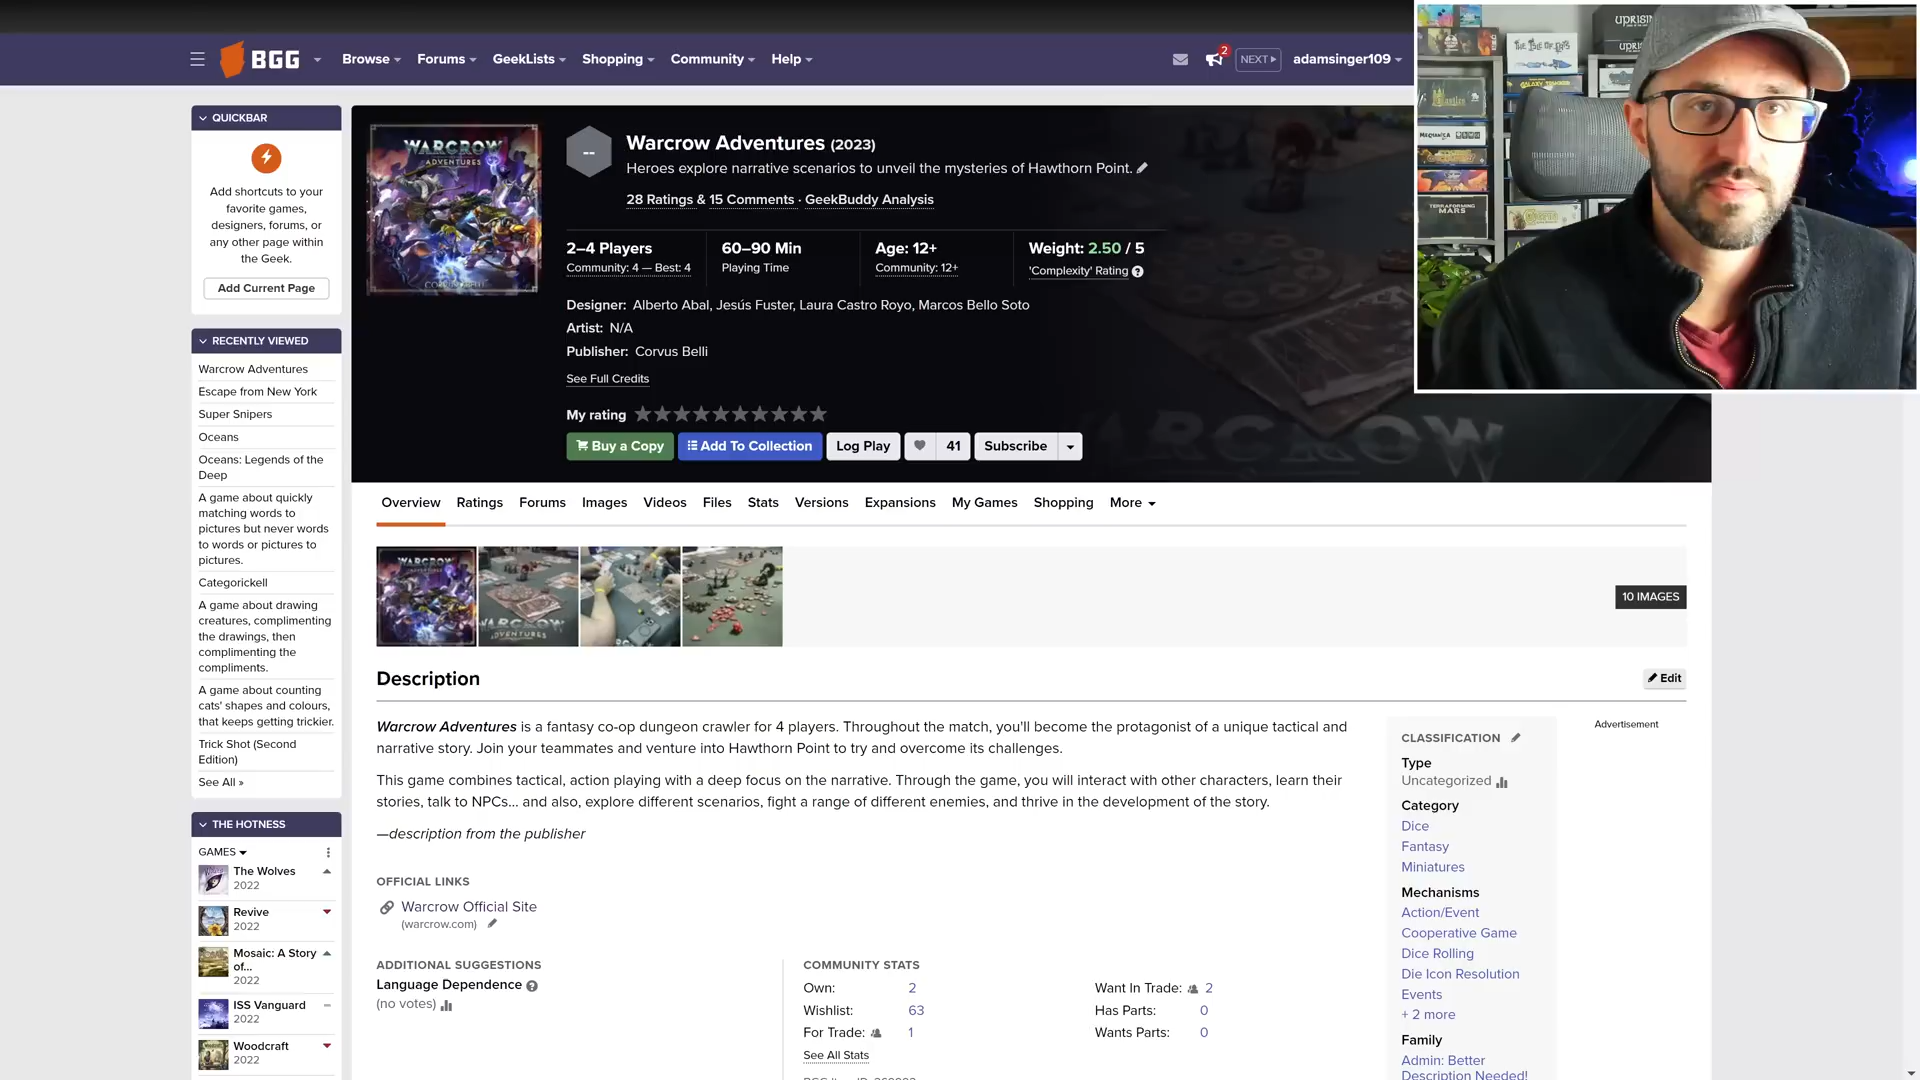 BGG
Browse
Forums
GeekLists
Shopping
Community
Help
2
NEXT
adamsinger109
QUICKBAR
Add shortcuts to your
favorite games,
designers, forums, or
any other page within
the Geek.
Add Current Page
RECENTLY VIEWED
Warcrow Adventures
Escape from New York
Super Snipers
Oceans
Oceans: Legends of the
Deep
A game about quickly
matching words to
pictures but never words
to words or pictures to
pictures.
Categorickell
A game about drawing
creatures, complimenting
the drawings, then
complimenting the
compliments.
A game about counting
cats' shapes and colours,
that keeps getting trickier.
Trick Shot (Second
Edition)
See All »
THE HOTNESS
GAMES
The Wolves
2022
Revive
2022
Mosaic: A Story
of...
2022
ISS Vanguard
2022
Woodcraft
2022
WARCROW
ADVENTURES
--
Warcrow Adventures (2023)
Heroes explore narrative scenarios to unveil the mysteries of Hawthorn Point.
28 Ratings & 15 Comments · GeekBuddy Analysis
2–4 Players
Community: 4 — Best: 4
60–90 Min
Playing Time
Age: 12+
Community: 12+
Weight: 2.50 / 5
'Complexity' Rating
Designer: Alberto Abal, Jesús Fuster, Laura Castro Royo, Marcos Bello Soto
Artist: N/A
Publisher: Corvus Belli
See Full Credits
My rating
Buy a Copy
Add To Collection
Log Play
41
Subscribe
Overview
Ratings
Forums
Images
Videos
Files
Stats
Versions
Expansions
My Games
Shopping
More
WARCROW
WARCROW
ADVENTURES
10 IMAGES
Description
Edit
Warcrow Adventures is a fantasy co-op dungeon crawler for 4 players. Throughout the match, you'll become the protagonist of a unique tactical and
narrative story. Join your teammates and venture into Hawthorn Point to try and overcome its challenges.
This game combines tactical, action playing with a deep focus on the narrative. Through the game, you will interact with other characters, learn their
stories, talk to NPCs... and also, explore different scenarios, fight a range of different enemies, and thrive in the development of the story.
—description from the publisher
OFFICIAL LINKS
Warcrow Official Site
(warcrow.com)
ADDITIONAL SUGGESTIONS
Language Dependence
(no votes)
COMMUNITY STATS
Own: 2
Wishlist: 63
For Trade: 1
See All Stats
Want In Trade: 2
Has Parts: 0
Wants Parts: 0
CLASSIFICATION
Type
Uncategorized
Category
Dice
Fantasy
Miniatures
Mechanisms
Action/Event
Cooperative Game
Dice Rolling
Die Icon Resolution
Events
+ 2 more
Family
Admin: Better
Description Needed!
Advertisement
UPRISING
THE ISLE OF CATS
TERRAFORMING
MARS